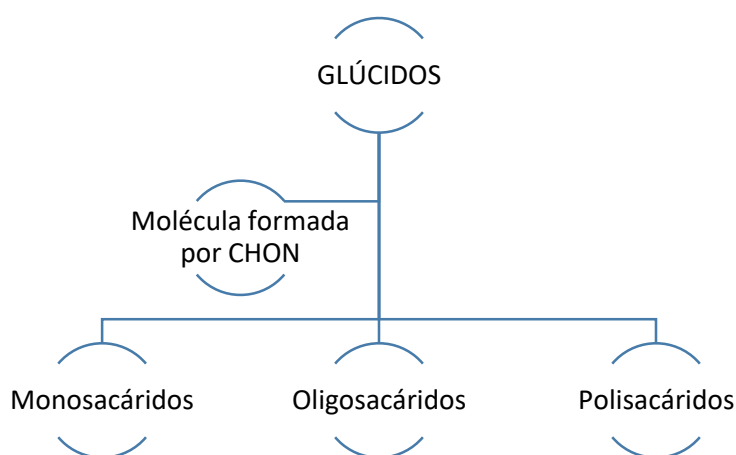 GLÚCIDOS
Molécula formada
por CHON
Monosacáridos
Oligosacáridos
Polisacáridos